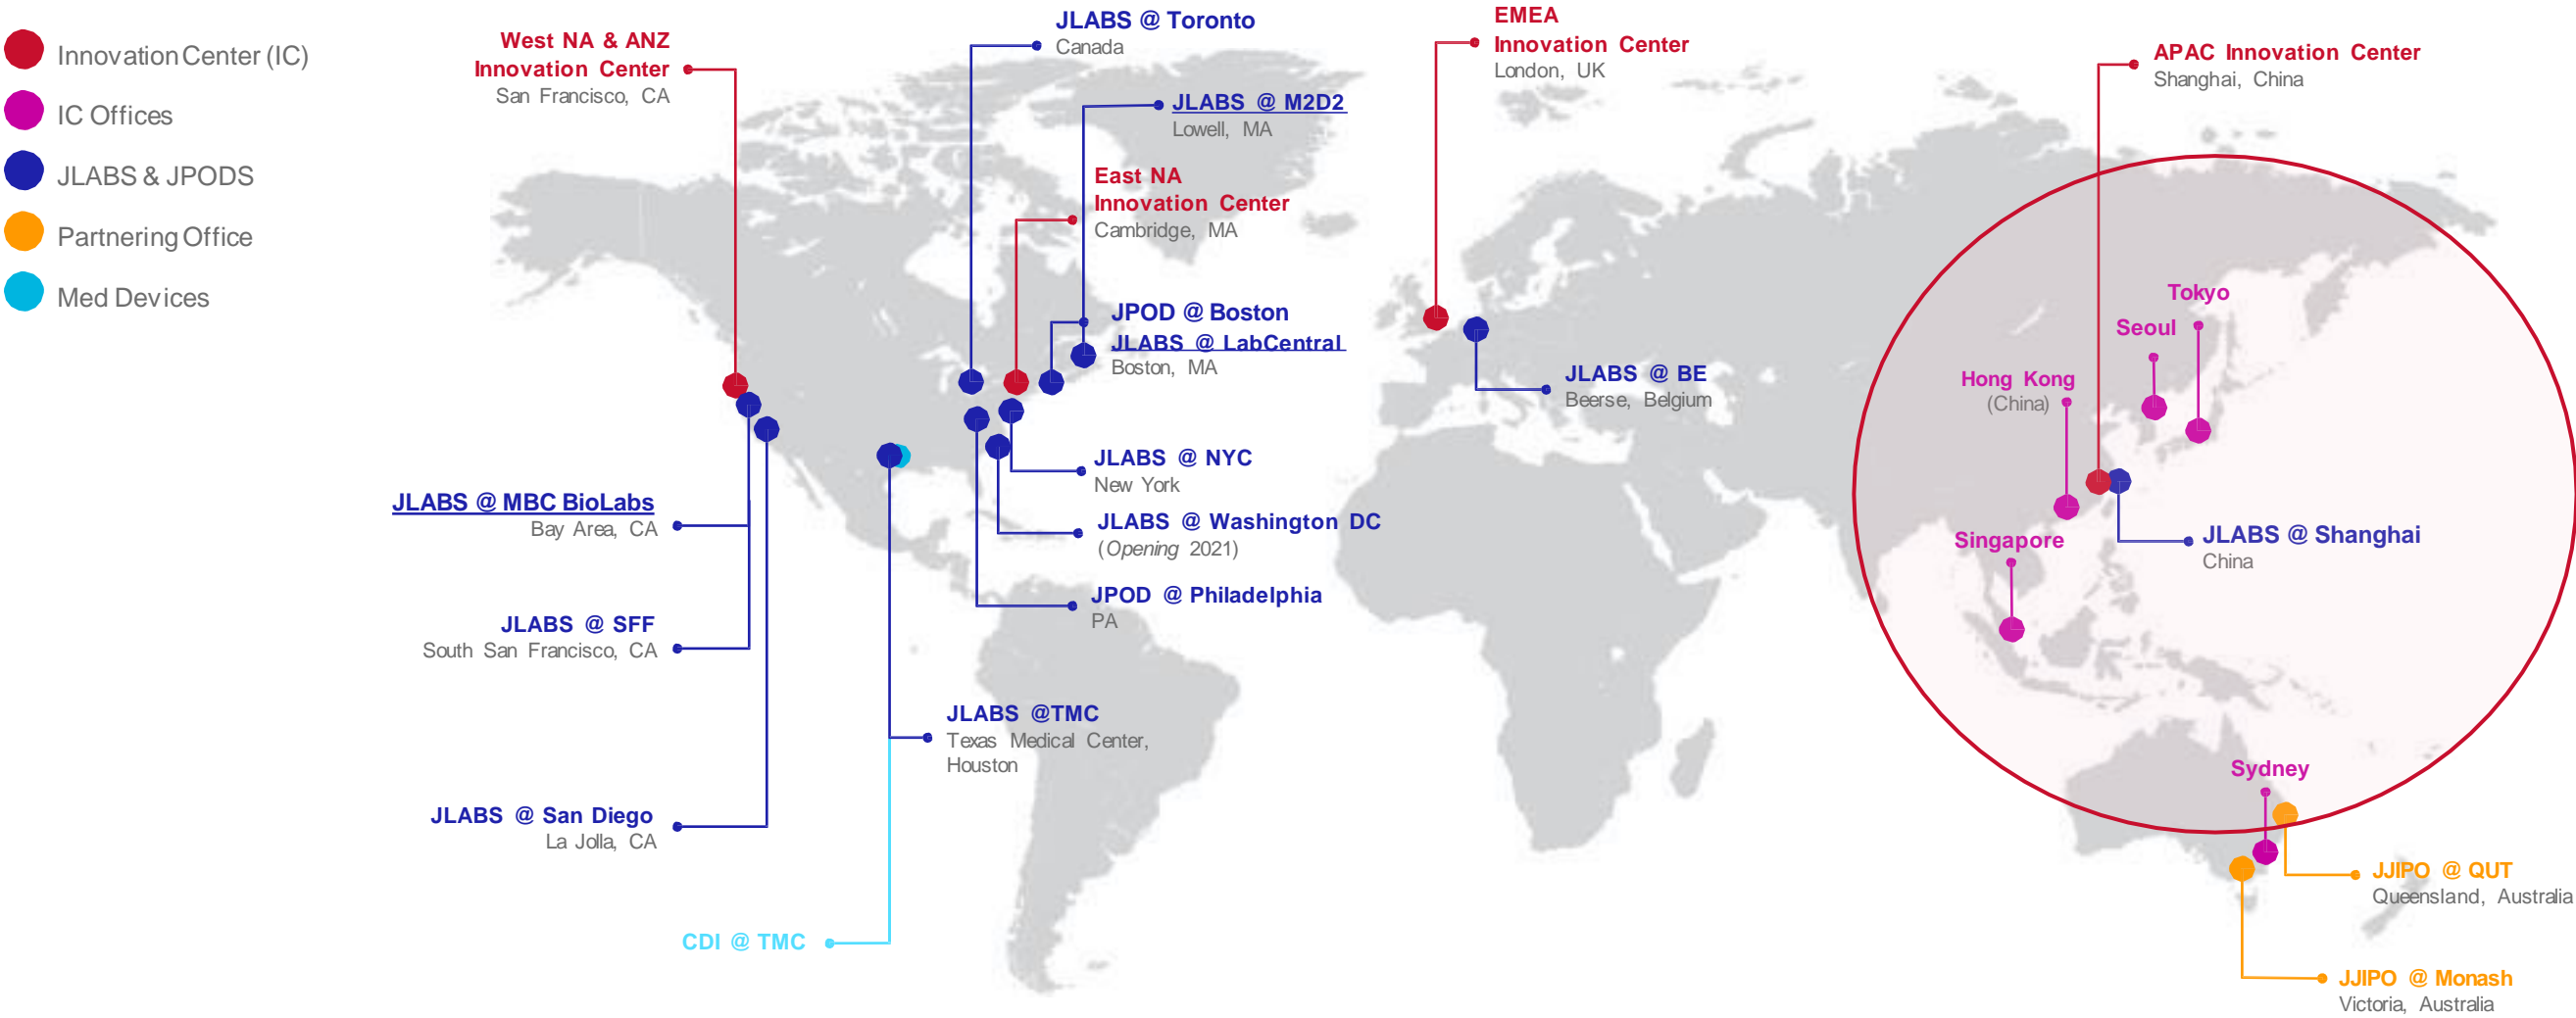 Innovation Center (IC)
IC Offices
JLABS & JPODS
Partnering Office
Med Devices
West NA & ANZ
Innovation Center
San Francisco, CA
JLABS @ Toronto
Canada
JLABS @ M2D2
Lowell, MA
East NA
Innovation Center
Cambridge, MA
JPOD @ Boston
JLABS @ LabCentral
Boston, MA
EMEA
Innovation Center
London, UK
JLABS @ BE
Beerse, Belgium
APAC Innovation Center
Shanghai, China
Tokyo
Seoul
Hong Kong
(China)
Singapore
JLABS @ Shanghai
China
Sydney
JJIPO @ QUT
Queensland, Australia
JJIPO @ Monash
Victoria, Australia
JLABS @ NYC
New York
JLABS @ Washington DC
(Opening 2021)
JPOD @ Philadelphia
PA
JLABS @TMC
Texas Medical Center,
Houston
JLABS @ MBC BioLabs
Bay Area, CA
JLABS @ SFF
South San Francisco, CA
JLABS @ San Diego
La Jolla, CA
CDI @ TMC